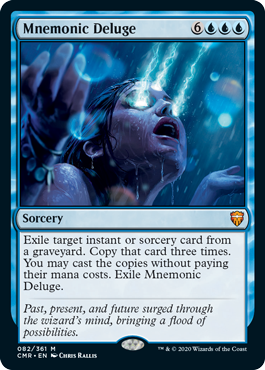 Mnemonic Deluge 6
Sorcery
Exile target instant or sorcery card from
a graveyard. Copy that card three times.
You may cast the copies without paying
their mana costs. Exile Mnemonic
Deluge.
Past, present, and future surged through
the wizard's mind, bringing a flood of
possibilities.
082/361 M
CMR • EN Chris Rallis
™ & © 2020 Wizards of the Coast